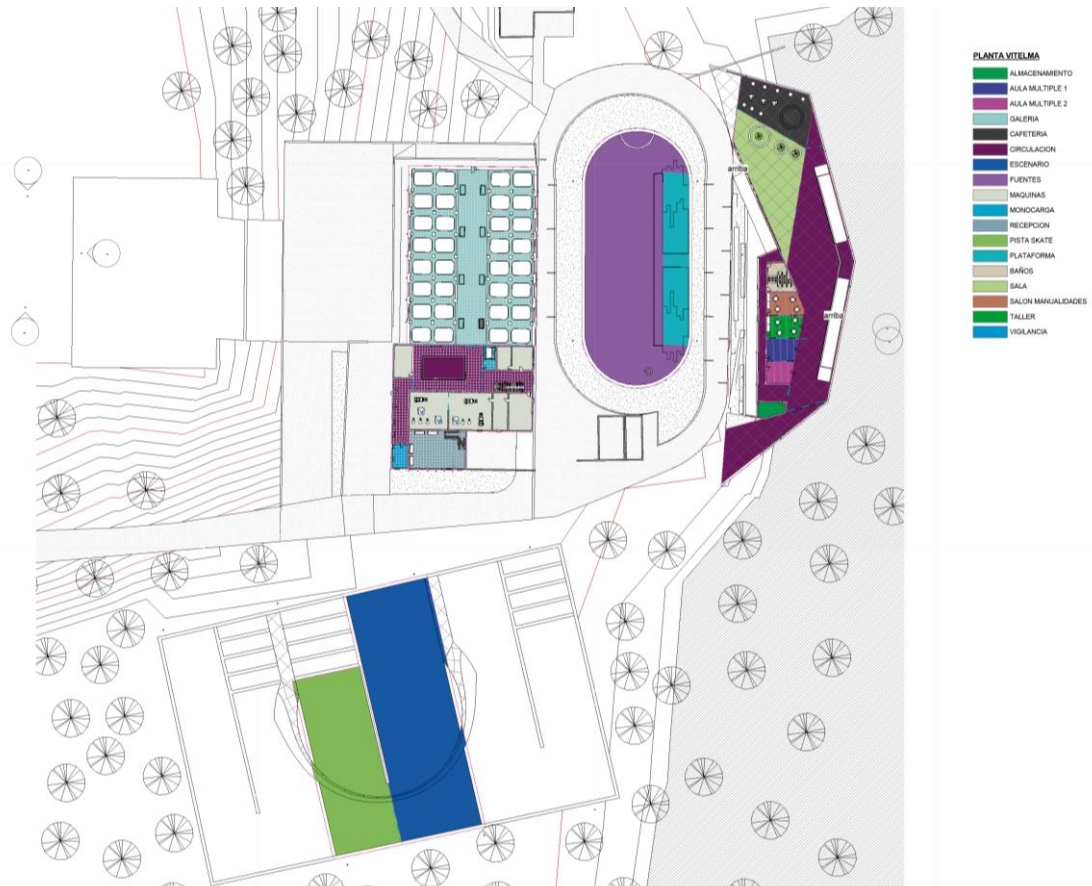 PLANTA VITELMA
ALMACENAMIENTO
AULA MULTIPLE 1
AULA MULTIPLE 2
GALERIA
CAFETERIA
CIRCULACION
ESCENARIO
FUENTES
MAQUINAS
MONOCARGA
RECEPCION
PISTA SKATE
PLATAFORMA
BAÑOS
SALA
SALON MANUALIDADES
TALLER
VIGILANCIA
arriba
arriba